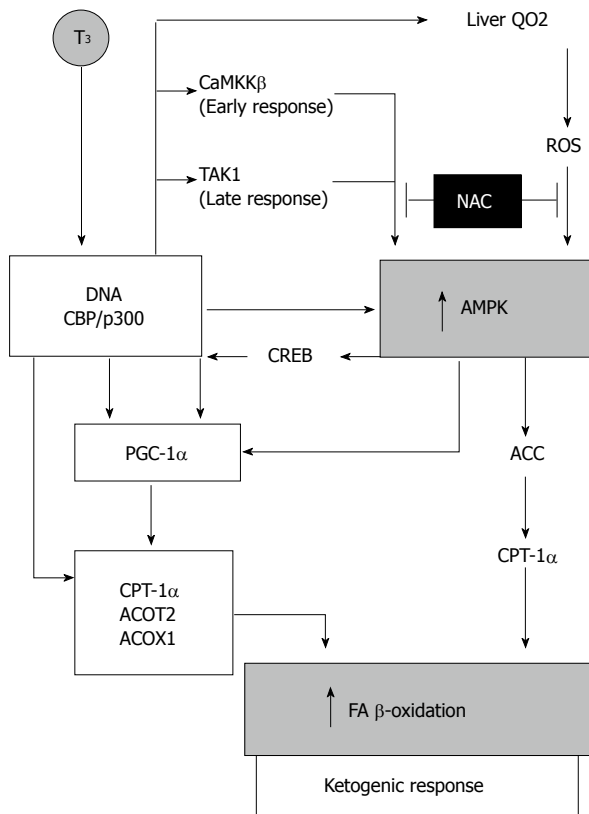 T3
Liver QO2
CaMKKβ
(Early response)
ROS
TAK1
(Late response)
NAC
DNA
CBP/p300
AMPK
CREB
PGC-1α
ACC
CPT-1α
CPT-1α
ACOT2
ACOX1
FA β-oxidation
Ketogenic response